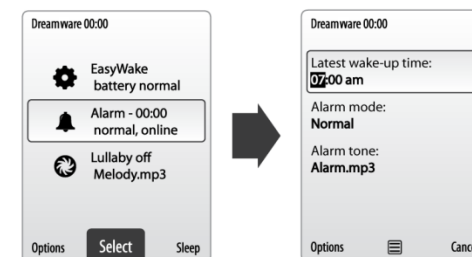 Dreamware 00:00
EasyWake
battery normal
Alarm - 00:00
normal, online
Lullaby off
Melody.mp3
Options Select Sleep
Dreamware 00:00
Latest wake-up time:
07:00 am
Alarm mode:
Normal
Alarm tone:
Alarm.mp3
Options Cance